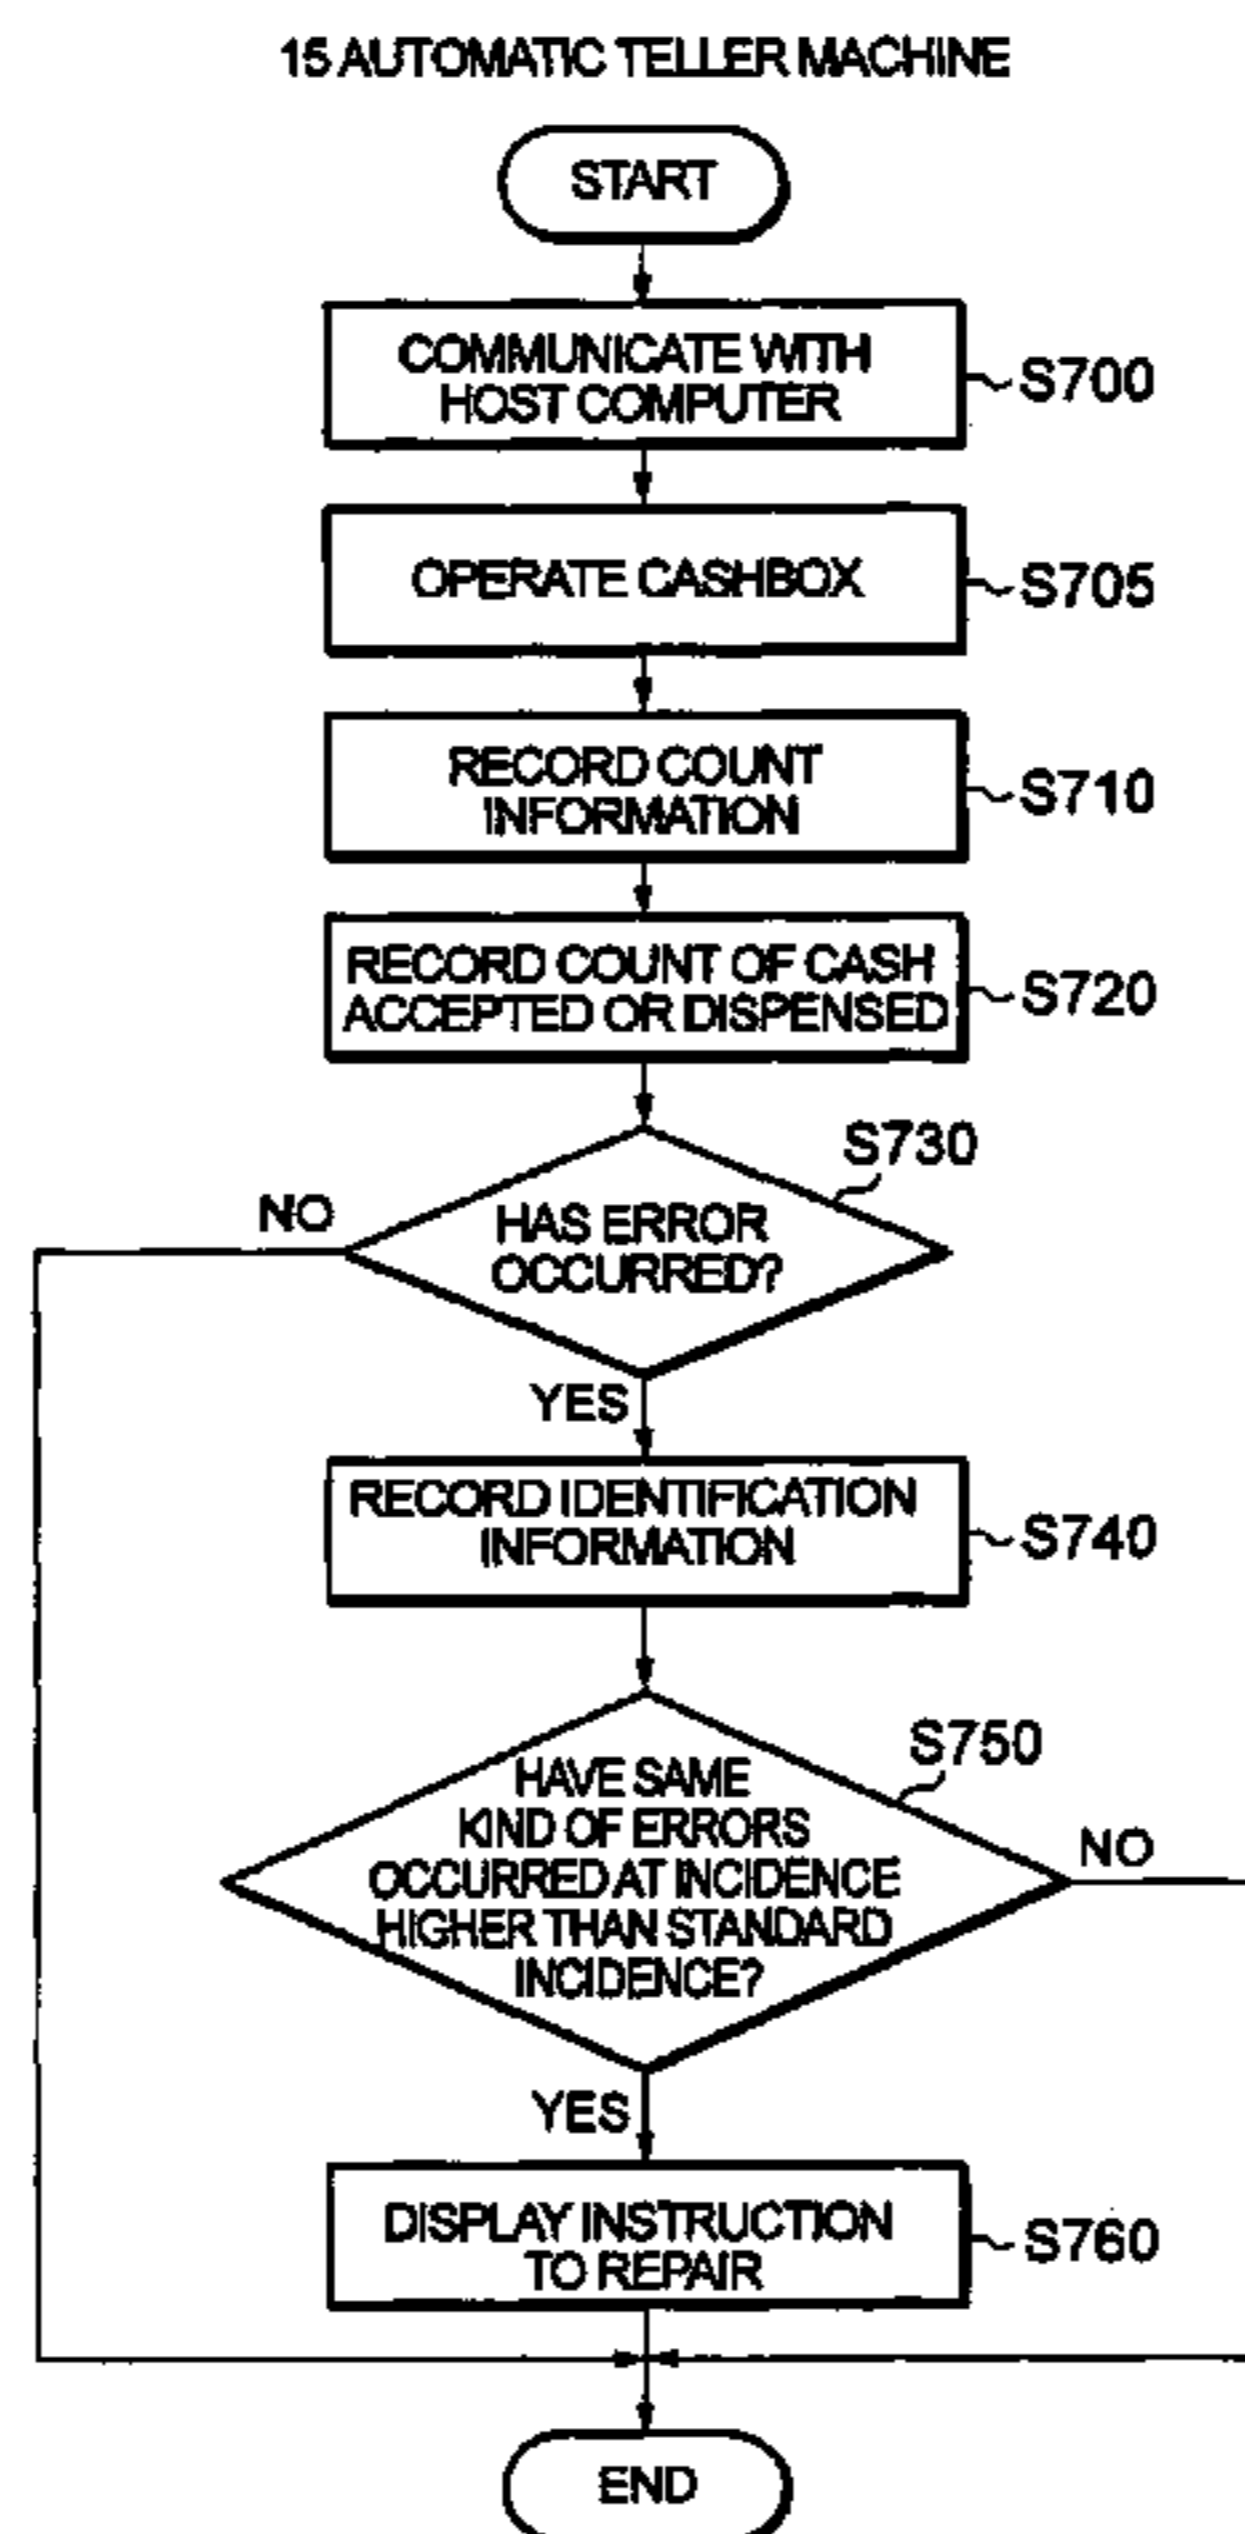 15 AUTOMATIC TELLER MACHINE
START
COMMUNICATE WITH
HOST COMPUTER
S700
OPERATE CASHBOX
S705
RECORD COUNT
INFORMATION
S710
RECORD COUNT OF CASH
ACCEPTED OR DISPENSED
S720
S730
NO
HAS ERROR
OCCURRED?
YES
RECORD IDENTIFICATION
INFORMATION
S740
S750
HAVE SAME
KIND OF ERRORS
OCCURRED AT INCIDENCE
HIGHER THAN STANDARD
INCIDENCE?
NO
YES
DISPLAY INSTRUCTION
TO REPAIR
S760
END